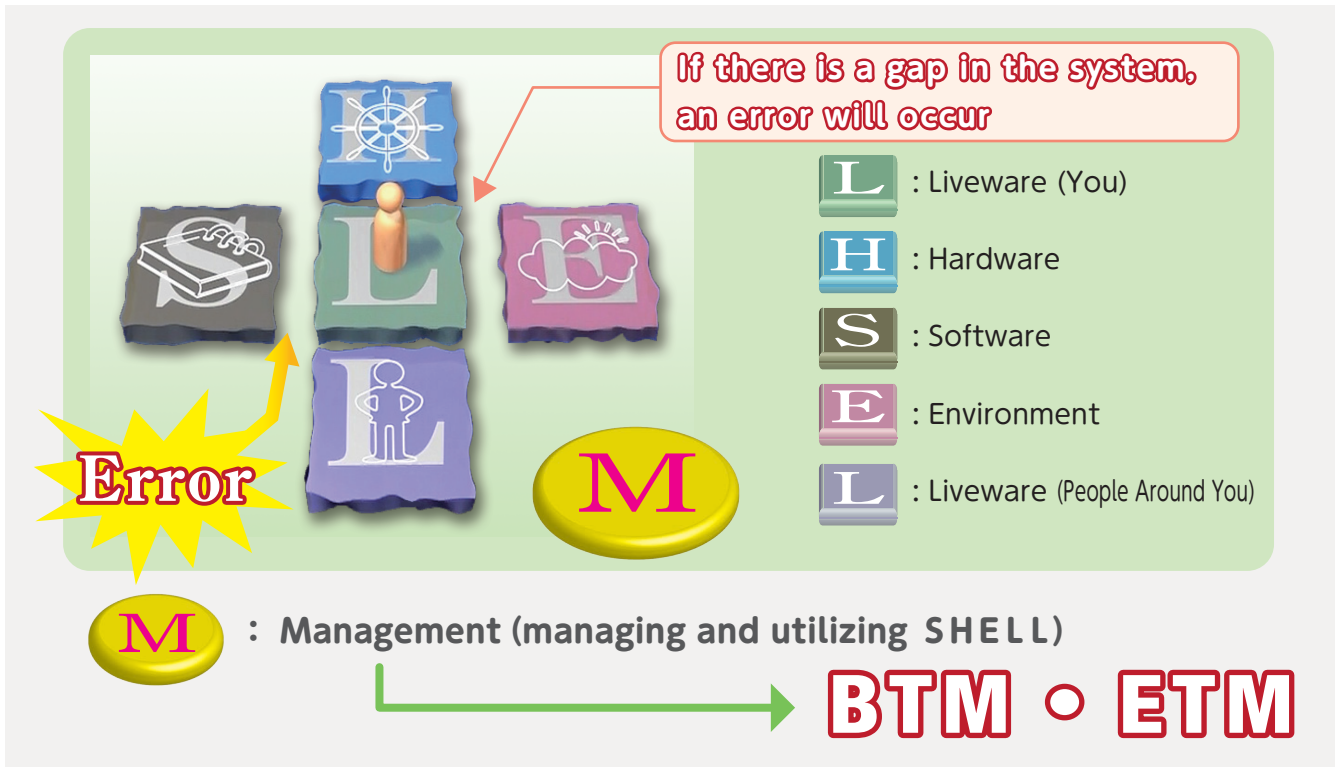 If there is a gap in the system,
an error will occur
H
S
L
E
L
Error
M
L : Liveware (You)
H : Hardware
S : Software
E : Environment
L : Liveware (People Around You)
M : Management (managing and utilizing SHELL)
BTM ・ ETM